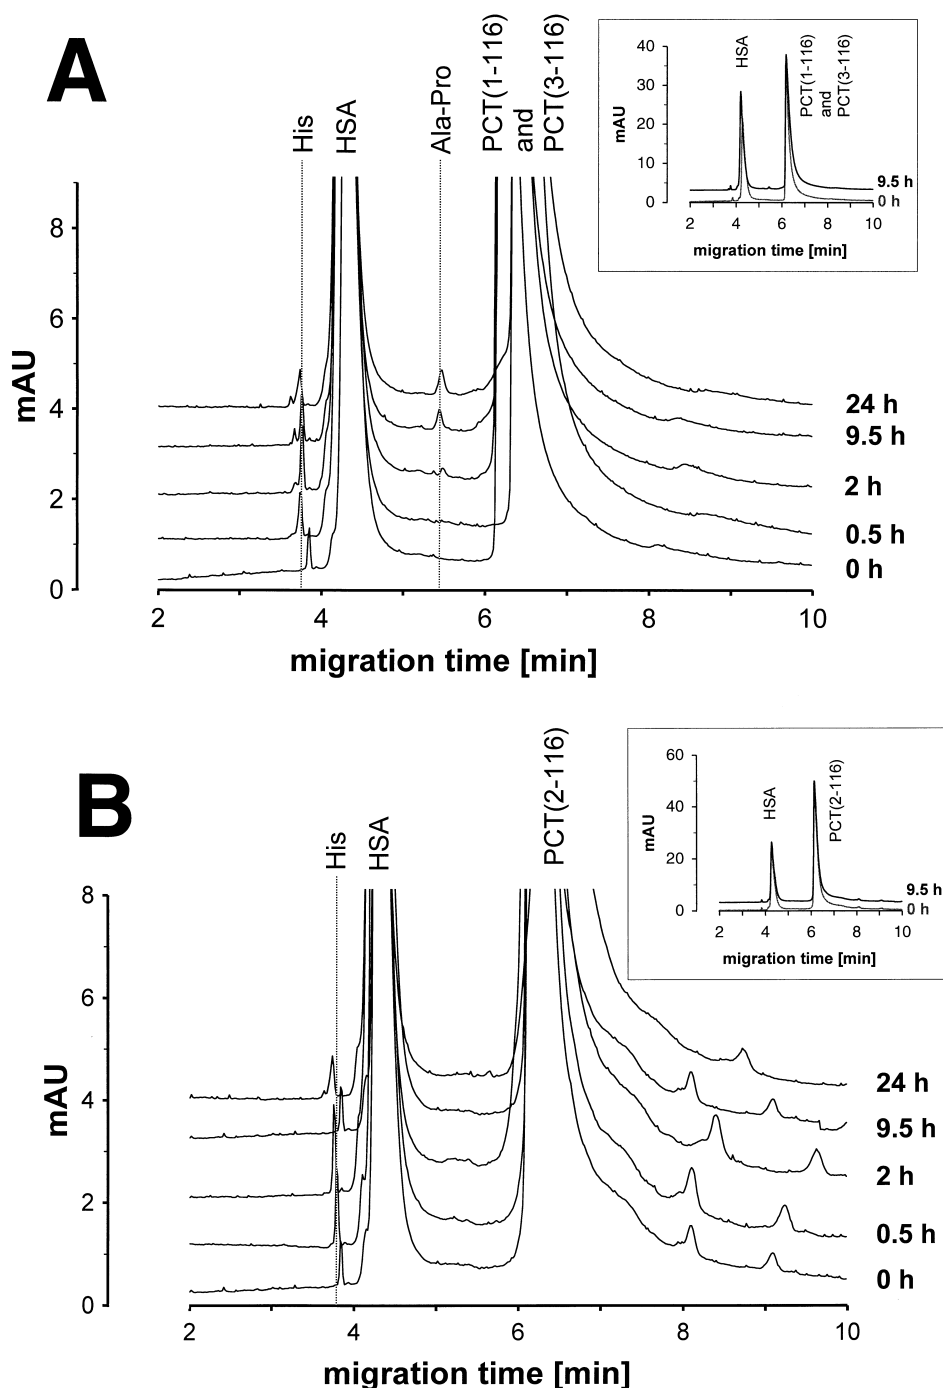 A
His
HSA
Ala-Pro
PCT(1-116)
and
PCT(3-116)
mAU
8
6
4
2
0
2
4
6
8
10
migration time [min]
24 h
9.5 h
2 h
0.5 h
0 h
mAU
40
30
20
10
0
HSA
PCT(1-116)
and
PCT(3-116)
9.5 h
0 h
2
4
6
8
10
migration time [min]
B
His
HSA
PCT(2-116)
mAU
8
6
4
2
0
2
4
6
8
10
migration time [min]
24 h
9.5 h
2 h
0.5 h
0 h
mAU
60
40
20
0
HSA
PCT(2-116)
9.5 h
0 h
2
4
6
8
10
migration time [min]